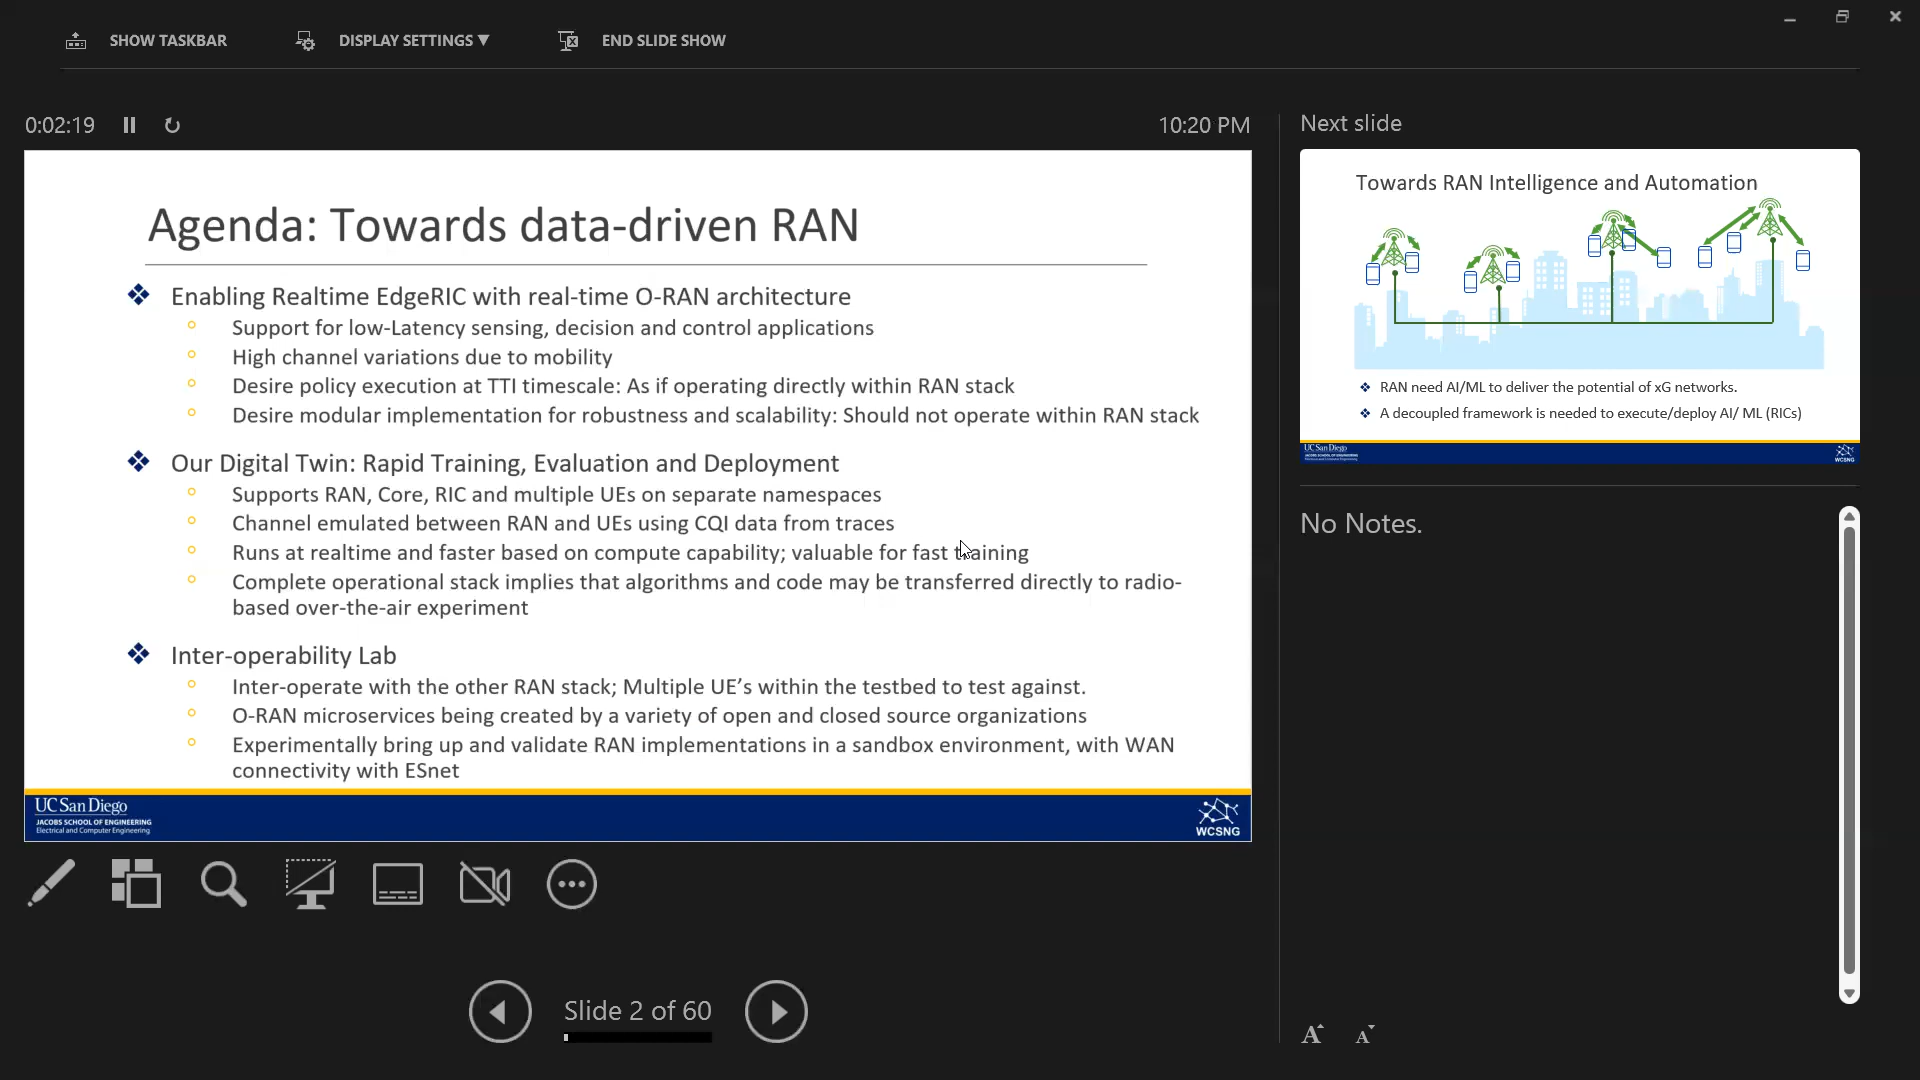 SHOW TASKBAR
DISPLAY SETTINGS ▼
END SLIDE SHOW
0:02:19
10:20 PM
Agenda: Towards data-driven RAN
❖ Enabling Realtime EdgeRIC with real-time O-RAN architecture
Support for low-Latency sensing, decision and control applications
High channel variations due to mobility
Desire policy execution at TTI timescale: As if operating directly within RAN stack
Desire modular implementation for robustness and scalability: Should not operate within RAN stack
❖ Our Digital Twin: Rapid Training, Evaluation and Deployment
Supports RAN, Core, RIC and multiple UEs on separate namespaces
Channel emulated between RAN and UEs using CQI data from traces
Runs at realtime and faster based on compute capability; valuable for fast training
Complete operational stack implies that algorithms and code may be transferred directly to radio-
based over-the-air experiment
❖ Inter-operability Lab
Inter-operate with the other RAN stack; Multiple UE’s within the testbed to test against.
O-RAN microservices being created by a variety of open and closed source organizations
Experimentally bring up and validate RAN implementations in a sandbox environment, with WAN
connectivity with ESnet
UC San Diego
JACOBS SCHOOL OF ENGINEERING
Electrical and Computer Engineering
WCSNG
Slide 2 of 60
Next slide
Towards RAN Intelligence and Automation
❖ RAN need AI/ML to deliver the potential of xG networks.
❖ A decoupled framework is needed to execute/deploy AI/ ML (RICs)
UC San Diego
WCSNG
No Notes.
A A